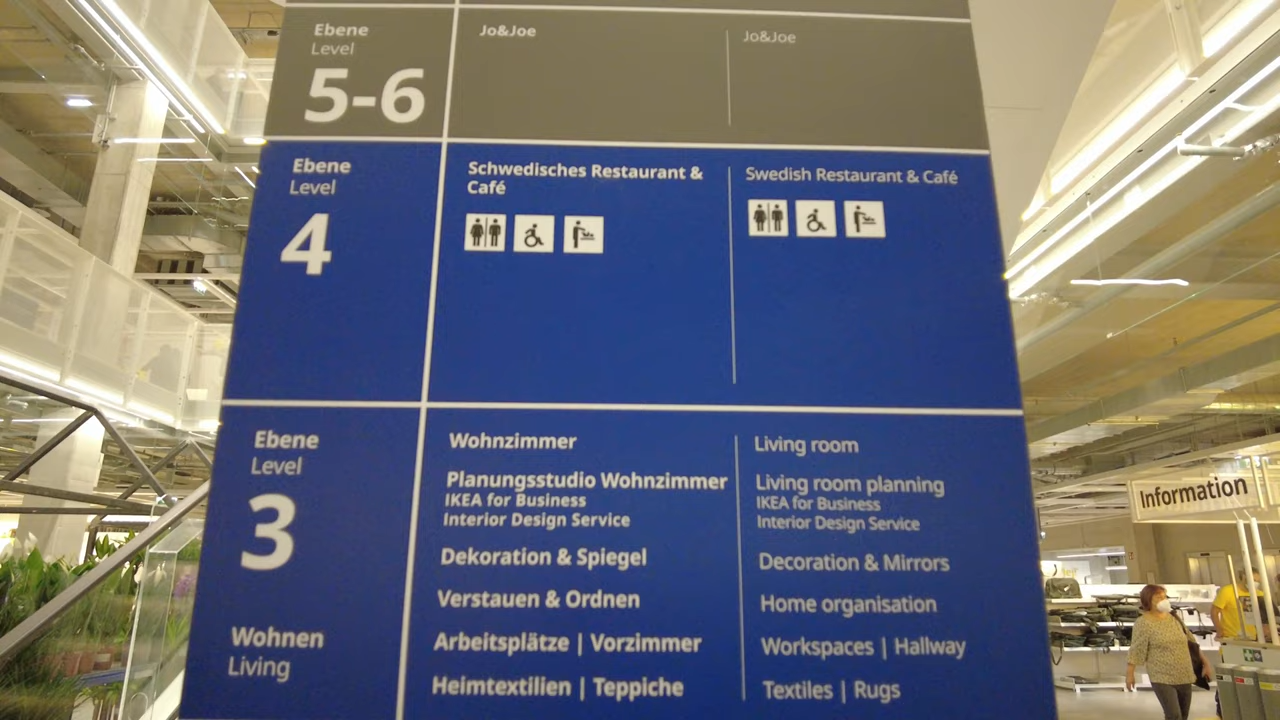 Ebene
Level
5-6
Jo&Joe
Jo&Joe
Ebene
Level
4
Schwedisches Restaurant &
Café
Swedish Restaurant & Café
Ebene
Level
3
Wohnen
Living
Wohnzimmer
Planungsstudio Wohnzimmer
IKEA for Business
Interior Design Service
Dekoration & Spiegel
Verstauen & Ordnen
Arbeitsplätze | Vorzimmer
Heimtextilien | Teppiche
Living room
Living room planning
IKEA for Business
Interior Design Service
Decoration & Mirrors
Home organisation
Workspaces | Hallway
Textiles | Rugs
Information